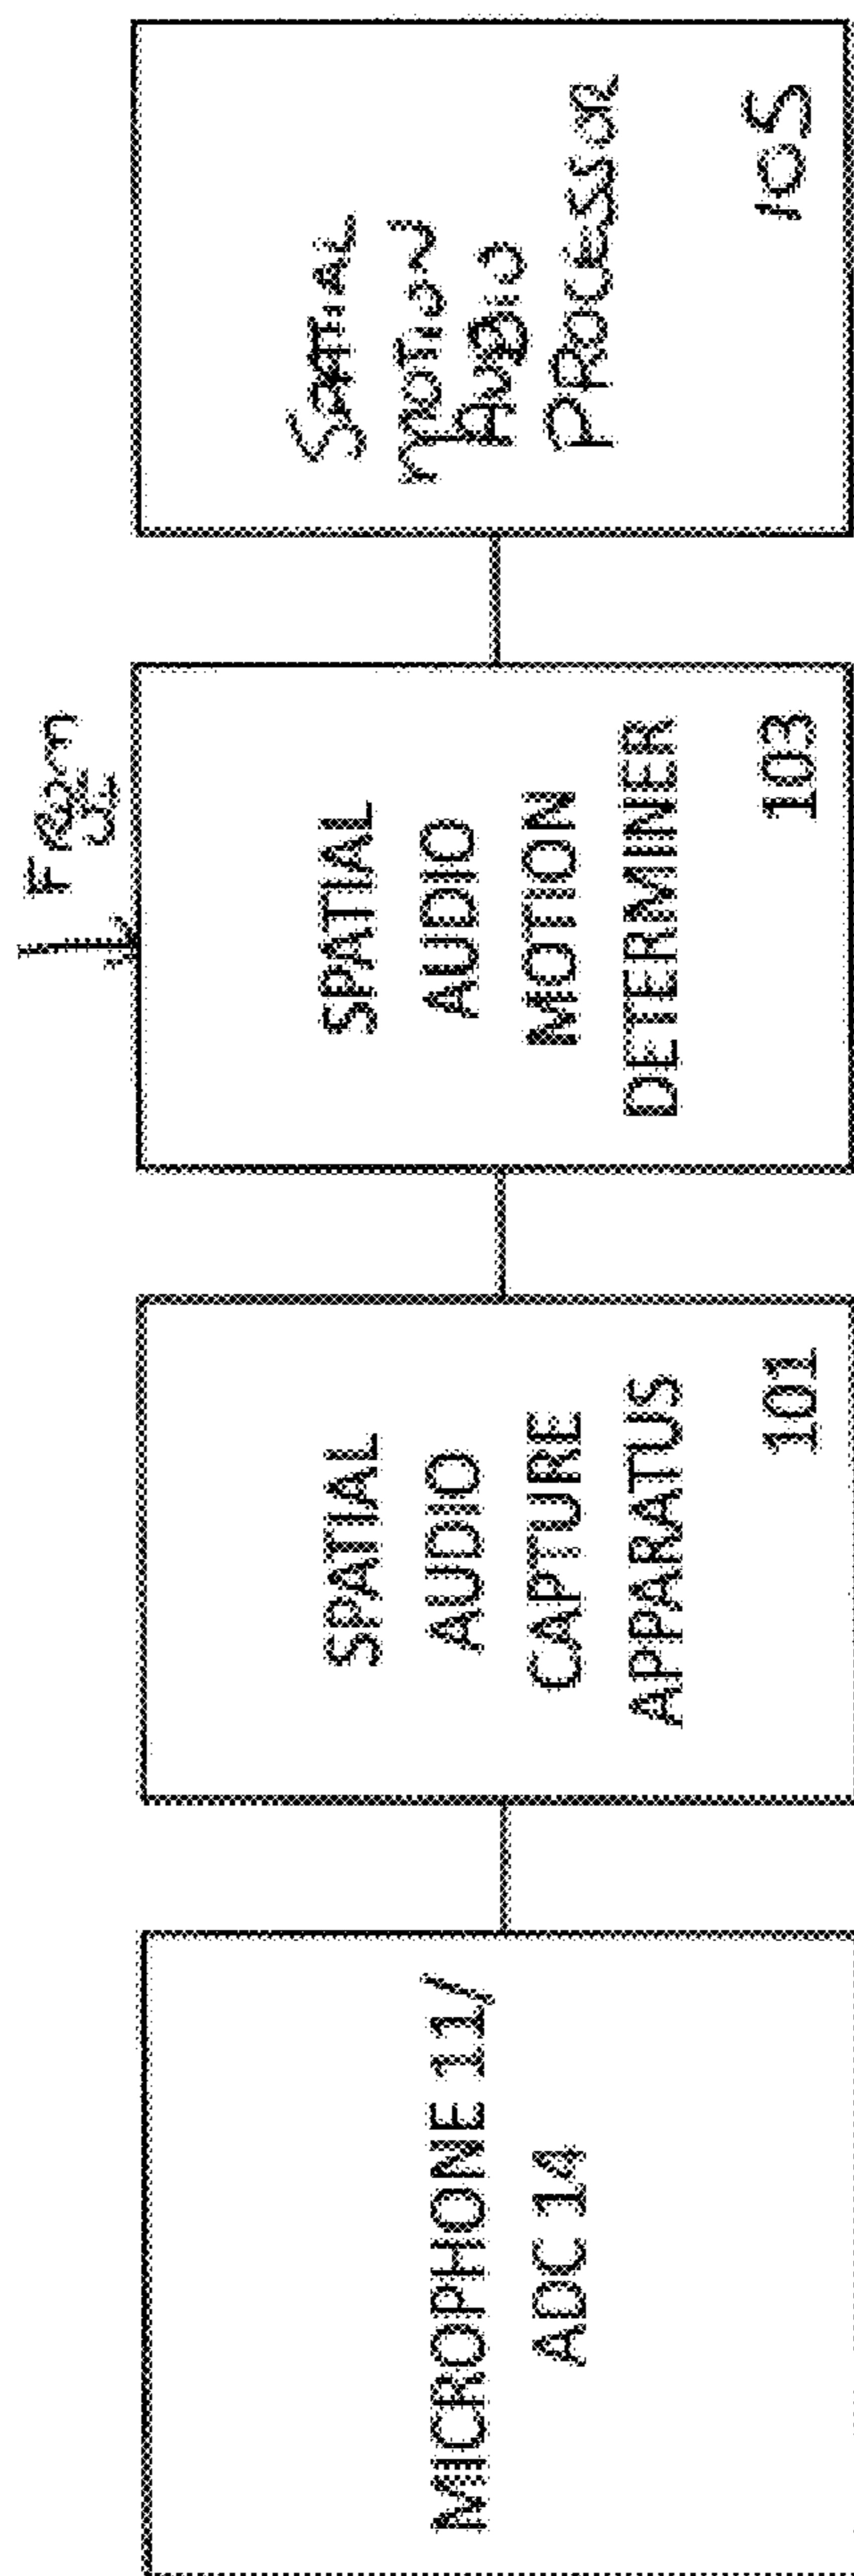 MICROPHONE 11/
ADC 14
SPATIAL
AUDIO
CAPTURE
APPARATUS
101
From
SPATIAL
AUDIO
MOTION
DETERMINER
103
SPATIAL
MOTION
AUDIO
PROCESSOR
105